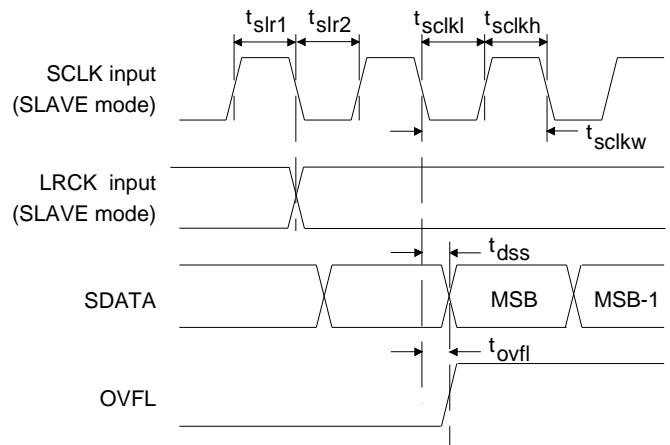 tslr1 tslr2 tsclkl tsclkh
SCLK input
(SLAVE mode)
tsclkw
LRCK input
(SLAVE mode)
tdss
SDATA MSB MSB-1
tovfl
OVFL